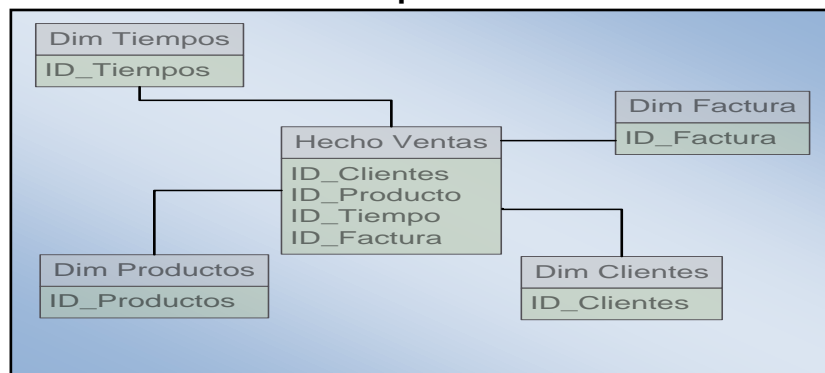 Dim Tiempos
ID_Tiempos
Dim Factura
ID_Factura
Hecho Ventas
ID_Clientes
ID_Producto
ID_Tiempo
ID_Factura
Dim Productos
ID_Productos
Dim Clientes
ID_Clientes